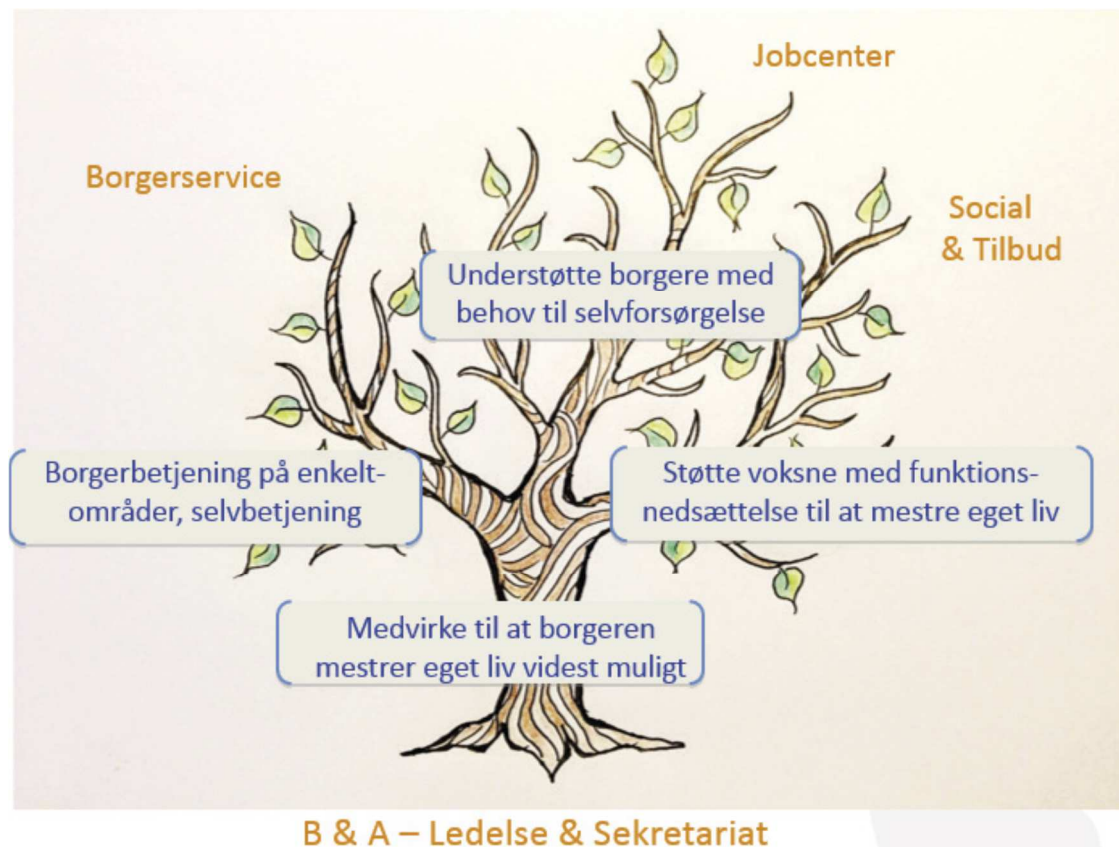 Jobcenter
Borgerservice
Social
& Tilbud
Understøtte borgere med
behov til selvforsørgelse
Borgerbetjening på enkelt-
områder, selvbetjening
Støtte voksne med funktions-
nedsættelse til at mestre eget liv
Medvirke til at borgeren
mestrer eget liv videst muligt
B & A – Ledelse & Sekretariat